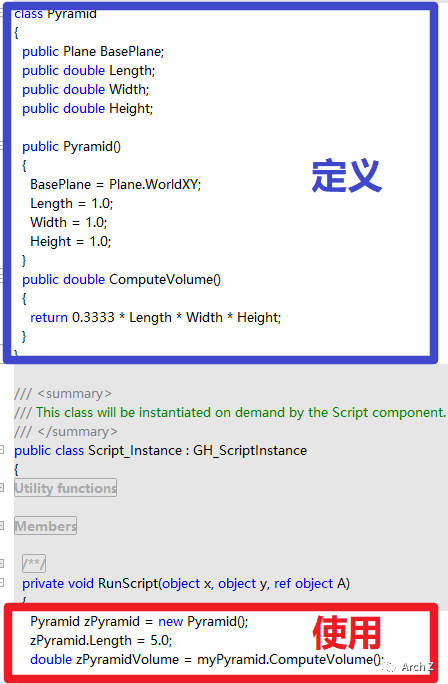 class Pyramid
{
public Plane BasePlane;
public double Length;
public double Width;
public double Height;
public Pyramid()
{
BasePlane = Plane.WorldXY;
Length = 1.0;
Width = 1.0;
Height = 1.0;
}
public double ComputeVolume()
{
return 0.3333 * Length * Width * Height;
}
}
定义
/// <summary>
/// This class will be instantiated on demand by the Script component.
/// </summary>
public class Script_Instance : GH_ScriptInstance
{
Utility functions
Members
/**/
private void RunScript(object x, object y, ref object A)
{
Pyramid zPyramid = new Pyramid();
zPyramid.Length = 5.0;
double zPyramidVolume = myPyramid.ComputeVolume();
使用
Arch Z